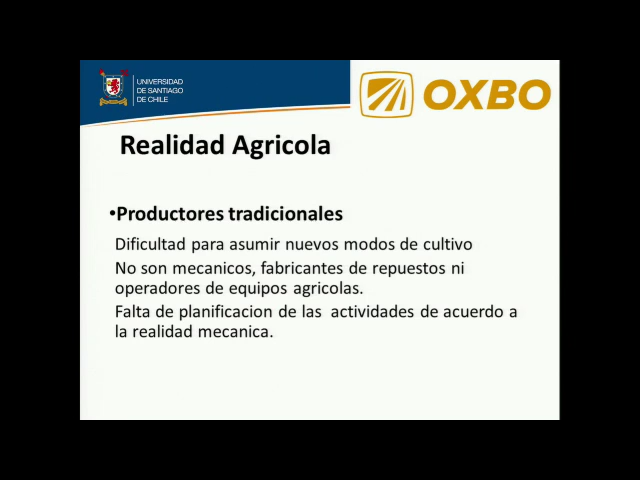 UNIVERSIDAD
DE SANTIAGO
DE CHILE
OXBO
Realidad Agricola
•Productores tradicionales
Dificultad para asumir nuevos modos de cultivo
No son mecanicos, fabricantes de repuestos ni
operadores de equipos agricolas.
Falta de planificacion de las actividades de acuerdo a
la realidad mecanica.